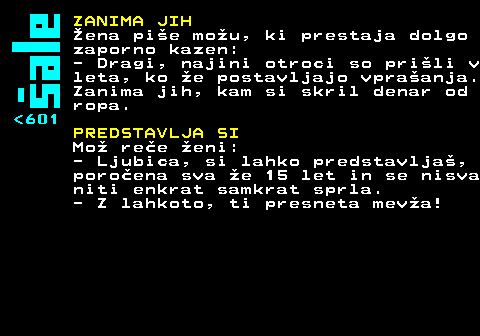 Šale
<601
ZANIMA JIH
Žena piše možu, ki prestaja dolgo
zaporno kazen:
- Dragi, najini otroci so prišli v
leta, ko že postavljajo vprašanja.
Zanima jih, kam si skril denar od
ropa.
PREDSTAVLJA SI
Mož reče ženi:
- Ljubica, si lahko predstavljaš,
poročena sva že 15 let in se nisva
niti enkrat samkrat sprla.
- Z lahkoto, ti presneta mevža!